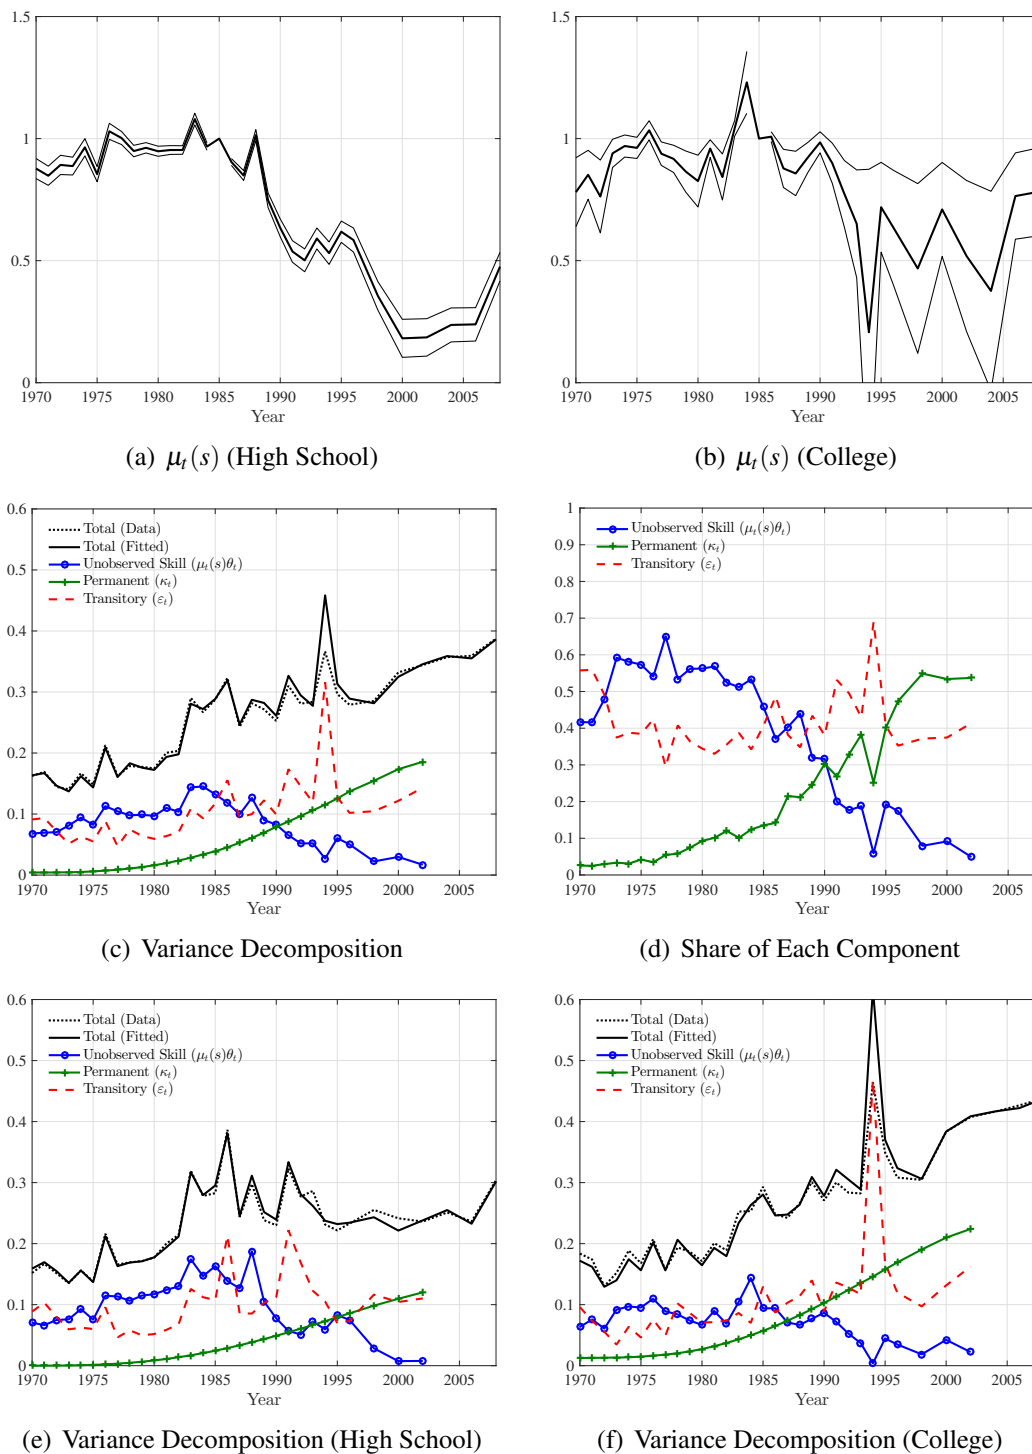 1.5
1
0.5
0
1970 1975 1980 1985 1990 1995 2000 2005
Year
(a) μt(s) (High School)
1.5
1
0.5
0
1970 1975 1980 1985 1990 1995 2000 2005
Year
(b) μt(s) (College)
0.6
0.5
0.4
0.3
0.2
0.1
0
Total (Data)
Total (Fitted)
Unobserved Skill (μt(s)θt)
Permanent (κt)
Transitory (εt)
1970 1975 1980 1985 1990 1995 2000 2005
Year
(c) Variance Decomposition
1
0.9
0.8
0.7
0.6
0.5
0.4
0.3
0.2
0.1
0
Unobserved Skill (μt(s)θt)
Permanent (κt)
Transitory (εt)
1970 1975 1980 1985 1990 1995 2000 2005
Year
(d) Share of Each Component
0.6
0.5
0.4
0.3
0.2
0.1
0
Total (Data)
Total (Fitted)
Unobserved Skill (μt(s)θt)
Permanent (κt)
Transitory (εt)
1970 1975 1980 1985 1990 1995 2000 2005
Year
(e) Variance Decomposition (High School)
0.6
0.5
0.4
0.3
0.2
0.1
0
Total (Data)
Total (Fitted)
Unobserved Skill (μt(s)θt)
Permanent (κt)
Transitory (εt)
1970 1975 1980 1985 1990 1995 2000 2005
Year
(f) Variance Decomposition (College)